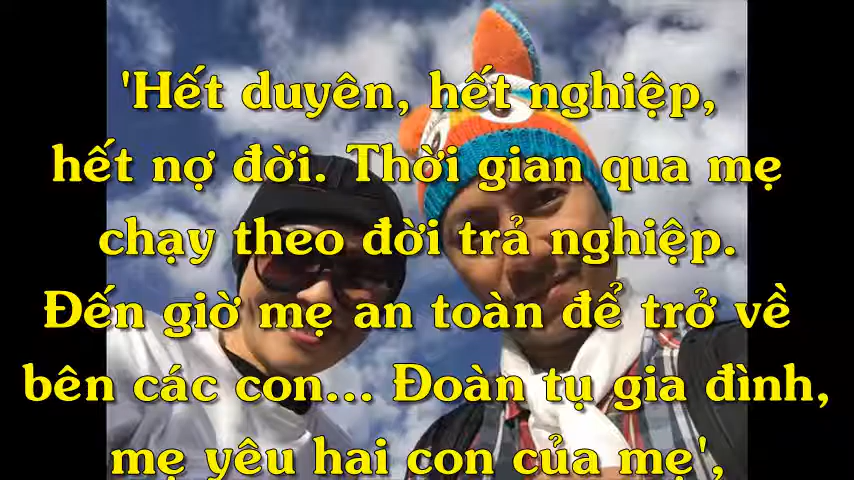 'Hết duyên, hết nghiệp,
hết nợ đời. Thời gian qua mẹ
chạy theo đời trả nghiệp.
Đến giờ mẹ an toàn để trở về
bên các con... Đoàn tụ gia đình,
mẹ yêu hai con của mẹ',